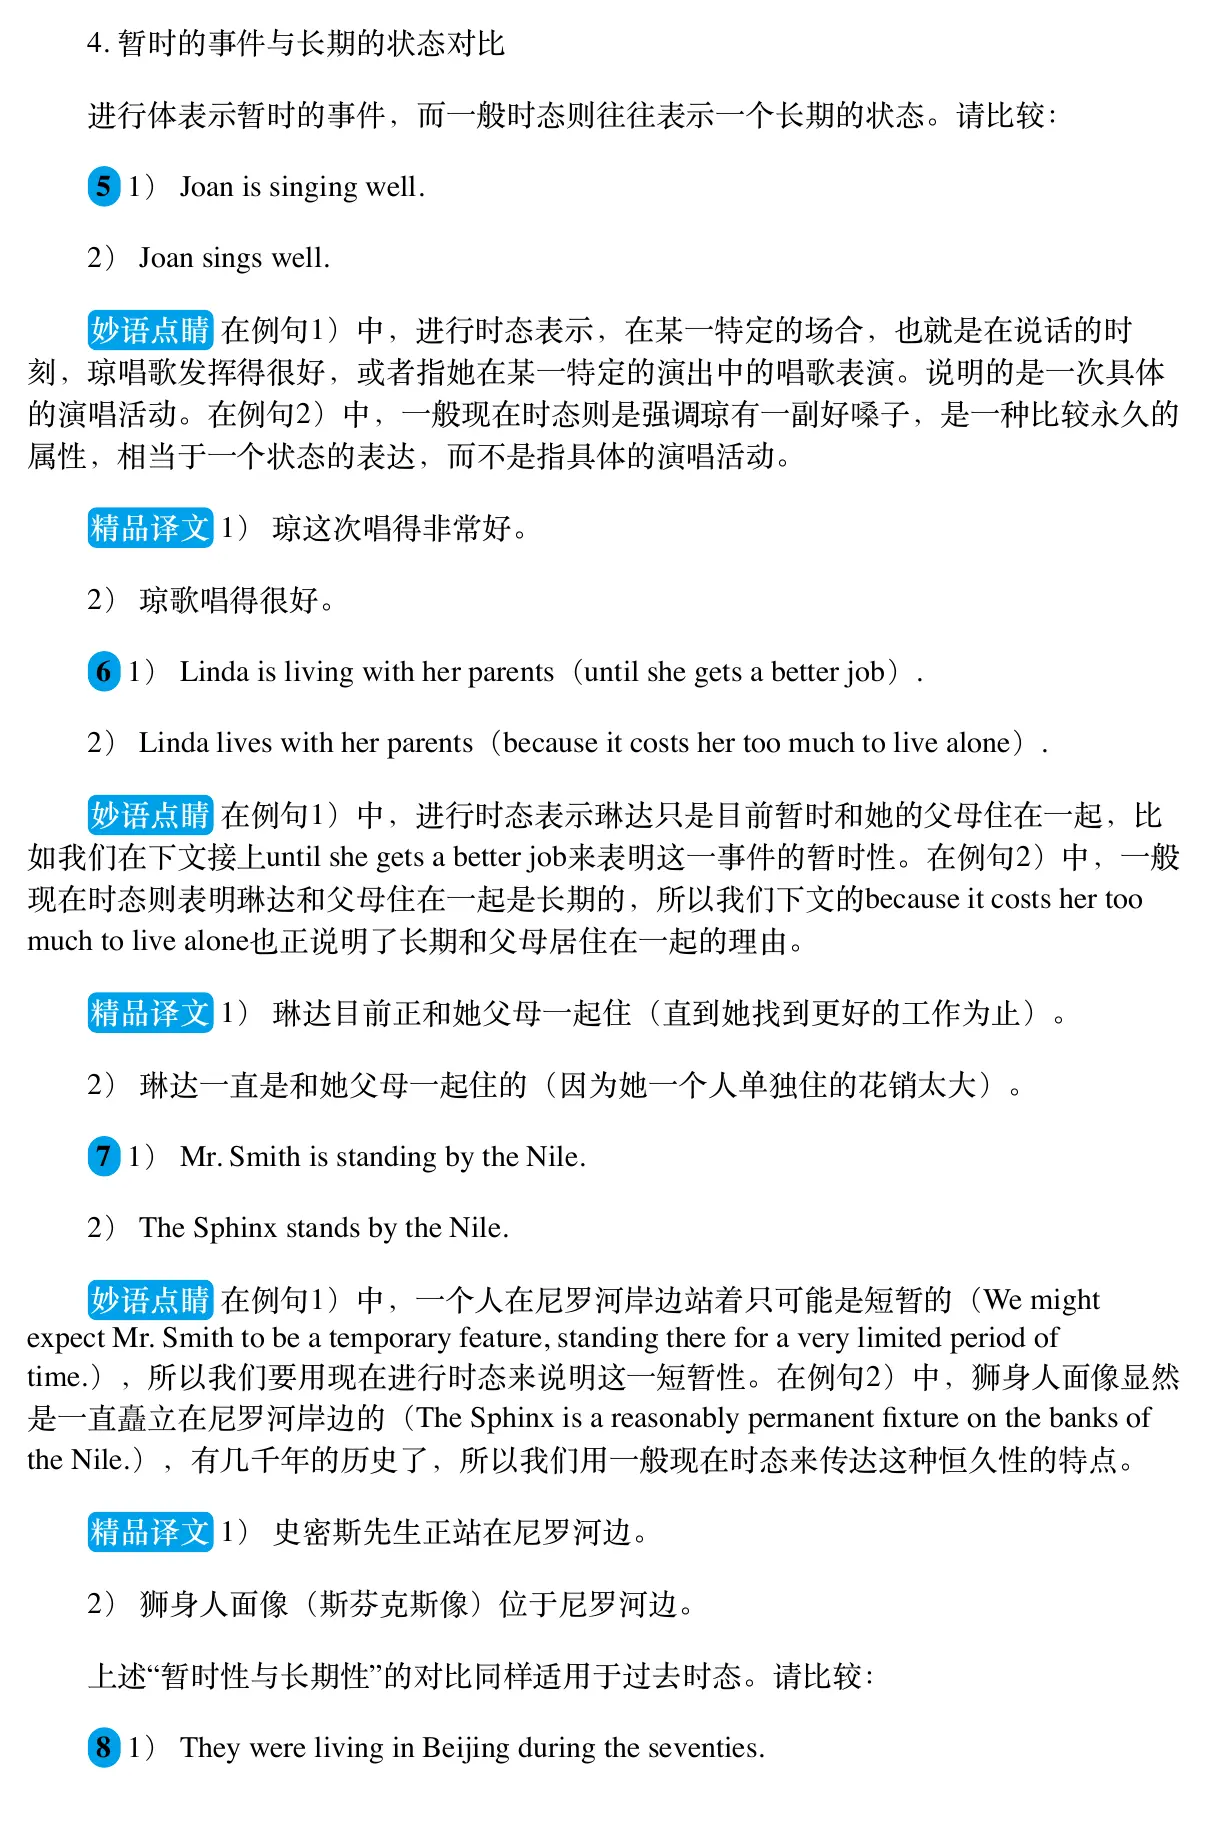 4. 暂时的事件与长期的状态对比
进行体表示暂时的事件，而一般时态则往往表示一个长期的状态。请比较：
5 1） Joan is singing well.
2） Joan sings well.
妙语点睛 在例句1）中，进行时态表示，在某一特定的场合，也就是在说话的时
刻，琼唱歌发挥得很好，或者指她在某一特定的演出中的唱歌表演。说明的是一次具体
的演唱活动。在例句2）中，一般现在时态则是强调琼有一副好嗓子，是一种比较永久的
属性，相当于一个状态的表达，而不是指具体的演唱活动。
精品译文 1） 琼这次唱得非常好。
2） 琼歌唱得很好。
6 1） Linda is living with her parents（until she gets a better job）.
2） Linda lives with her parents（because it costs her too much to live alone）.
妙语点睛 在例句1）中，进行时态表示琳达只是目前暂时和她的父母住在一起，比
如我们在下文接上until she gets a better job来表明这一事件的暂时性。在例句2）中，一般
现在时态则表明琳达和父母住在一起是长期的，所以我们下文的because it costs her too
much to live alone也正说明了长期和父母居住在一起的理由。
精品译文 1） 琳达目前正和她父母一起住（直到她找到更好的工作为止）。
2） 琳达一直是和她父母一起住的（因为她一个人单独住的花销太大）。
7 1） Mr. Smith is standing by the Nile.
2） The Sphinx stands by the Nile.
妙语点睛 在例句1）中，一个人在尼罗河岸边站着只可能是短暂的（We might
expect Mr. Smith to be a temporary feature, standing there for a very limited period of
time.），所以我们要用现在进行时态来说明这一短暂性。在例句2）中，狮身人面像显然
是一直矗立在尼罗河岸边的（The Sphinx is a reasonably permanent fixture on the banks of
the Nile.），有几千年的历史了，所以我们用一般现在时态来传达这种恒久性的特点。
精品译文 1） 史密斯先生正站在尼罗河边。
2） 狮身人面像（斯芬克斯像）位于尼罗河边。
上述“暂时性与长期性”的对比同样适用于过去时态。请比较：
8 1） They were living in Beijing during the seventies.